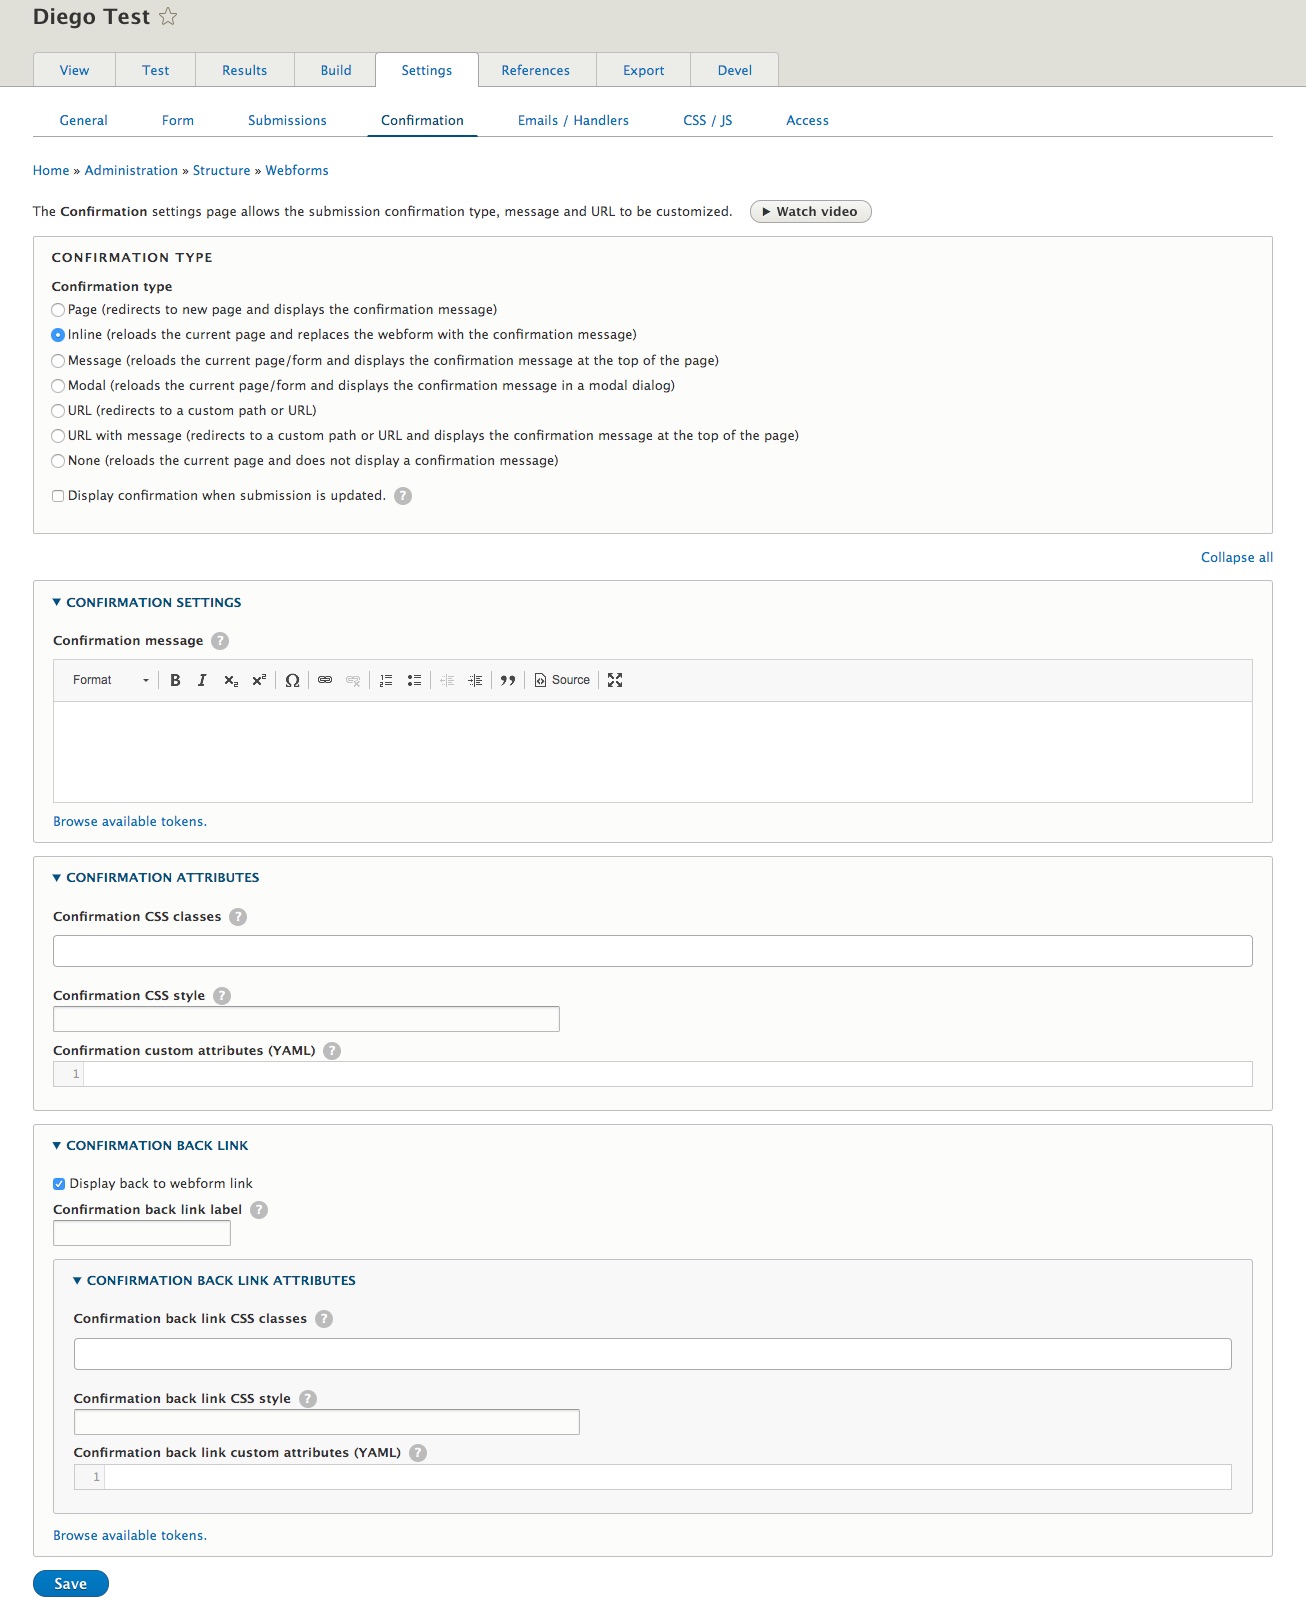 Diego Test
View Test Results Build Settings References Export Devel
General Form Submissions Confirmation Emails / Handlers CSS / JS Access
Home » Administration » Structure » Webforms
The Confirmation settings page allows the submission confirmation type, message and URL to be customized. Watch video
CONFIRMATION TYPE
Confirmation type
Page (redirects to new page and displays the confirmation message)
Inline (reloads the current page and replaces the webform with the confirmation message)
Message (reloads the current page/form and displays the confirmation message at the top of the page)
Modal (reloads the current page/form and displays the confirmation message in a modal dialog)
URL (redirects to a custom path or URL)
URL with message (redirects to a custom path or URL and displays the confirmation message at the top of the page)
None (reloads the current page and does not display a confirmation message)
Display confirmation when submission is updated. ?
Collapse all
CONFIRMATION SETTINGS
Confirmation message ?
Format B I x₂ x² Ω Source
Browse available tokens.
CONFIRMATION ATTRIBUTES
Confirmation CSS classes ?
Confirmation CSS style ?
Confirmation custom attributes (YAML) ?
1
CONFIRMATION BACK LINK
Display back to webform link
Confirmation back link label ?
CONFIRMATION BACK LINK ATTRIBUTES
Confirmation back link CSS classes ?
Confirmation back link CSS style ?
Confirmation back link custom attributes (YAML) ?
1
Browse available tokens.
Save